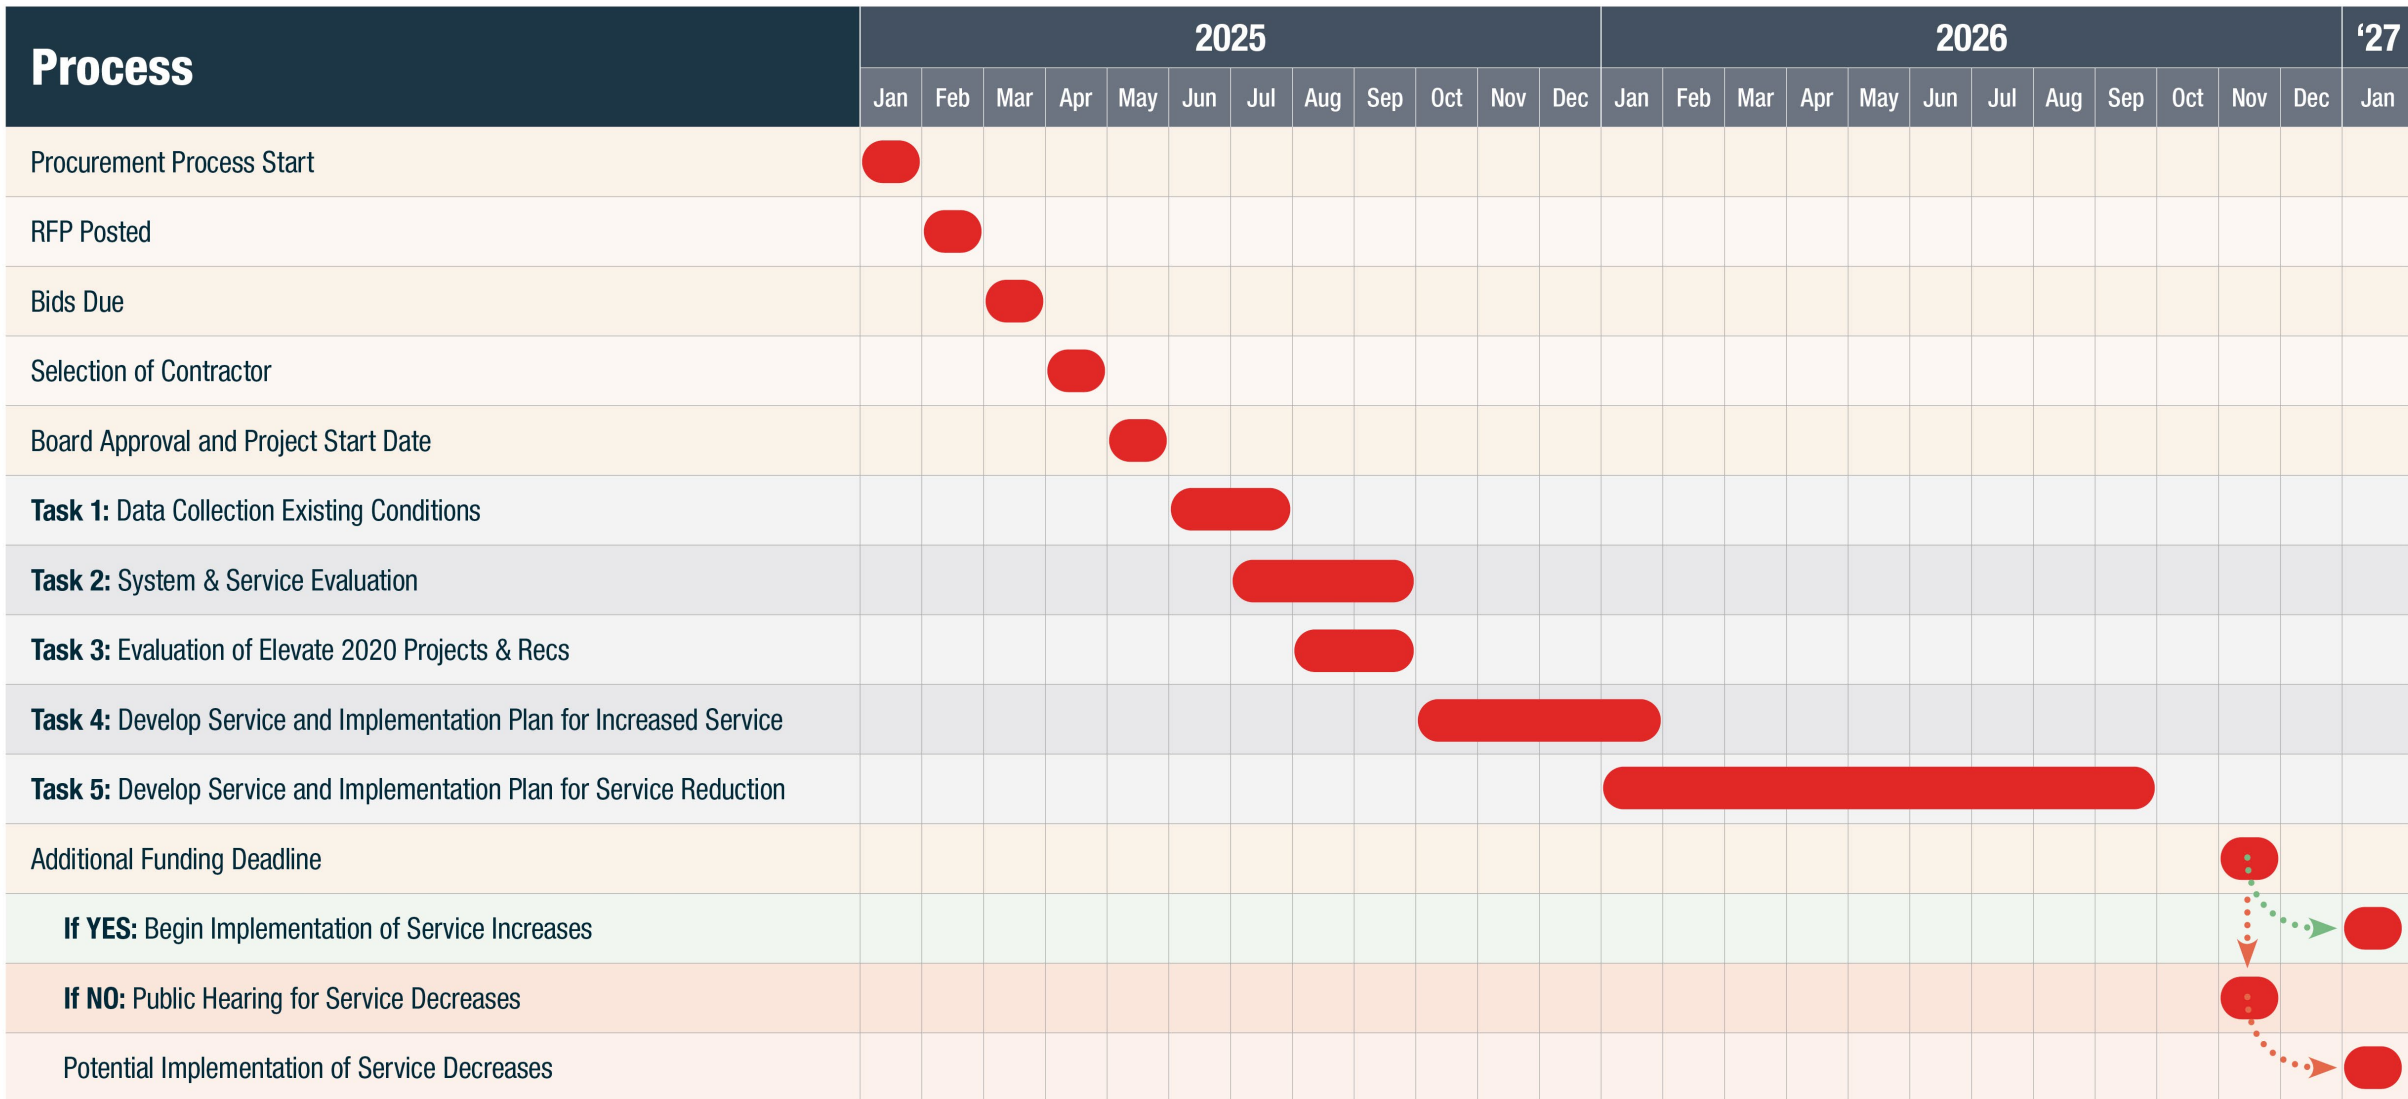 Process
2025
2026
‘27
Jan Feb Mar Apr May Jun Jul Aug Sep Oct Nov Dec Jan Feb Mar Apr May Jun Jul Aug Sep Oct Nov Dec Jan
Procurement Process Start
RFP Posted
Bids Due
Selection of Contractor
Board Approval and Project Start Date
Task 1: Data Collection Existing Conditions
Task 2: System & Service Evaluation
Task 3: Evaluation of Elevate 2020 Projects & Recs
Task 4: Develop Service and Implementation Plan for Increased Service
Task 5: Develop Service and Implementation Plan for Service Reduction
Additional Funding Deadline
If YES: Begin Implementation of Service Increases
If NO: Public Hearing for Service Decreases
Potential Implementation of Service Decreases